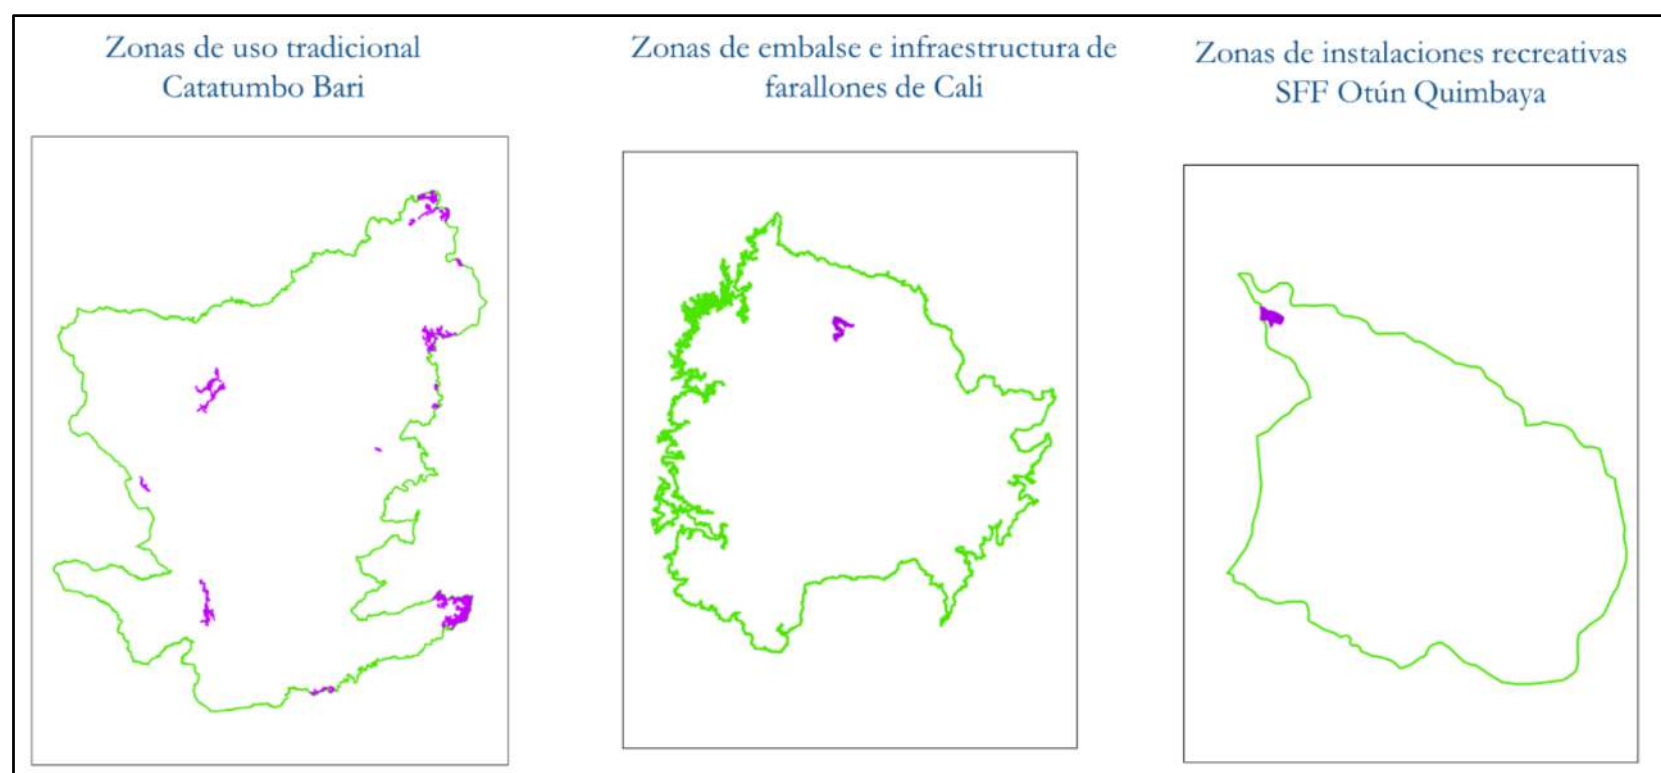 Zonas de uso tradicional
Catatumbo Bari
Zonas de embalse e infraestructura de
farallones de Cali
Zonas de instalaciones recreativas
SFF Otún Quimbaya